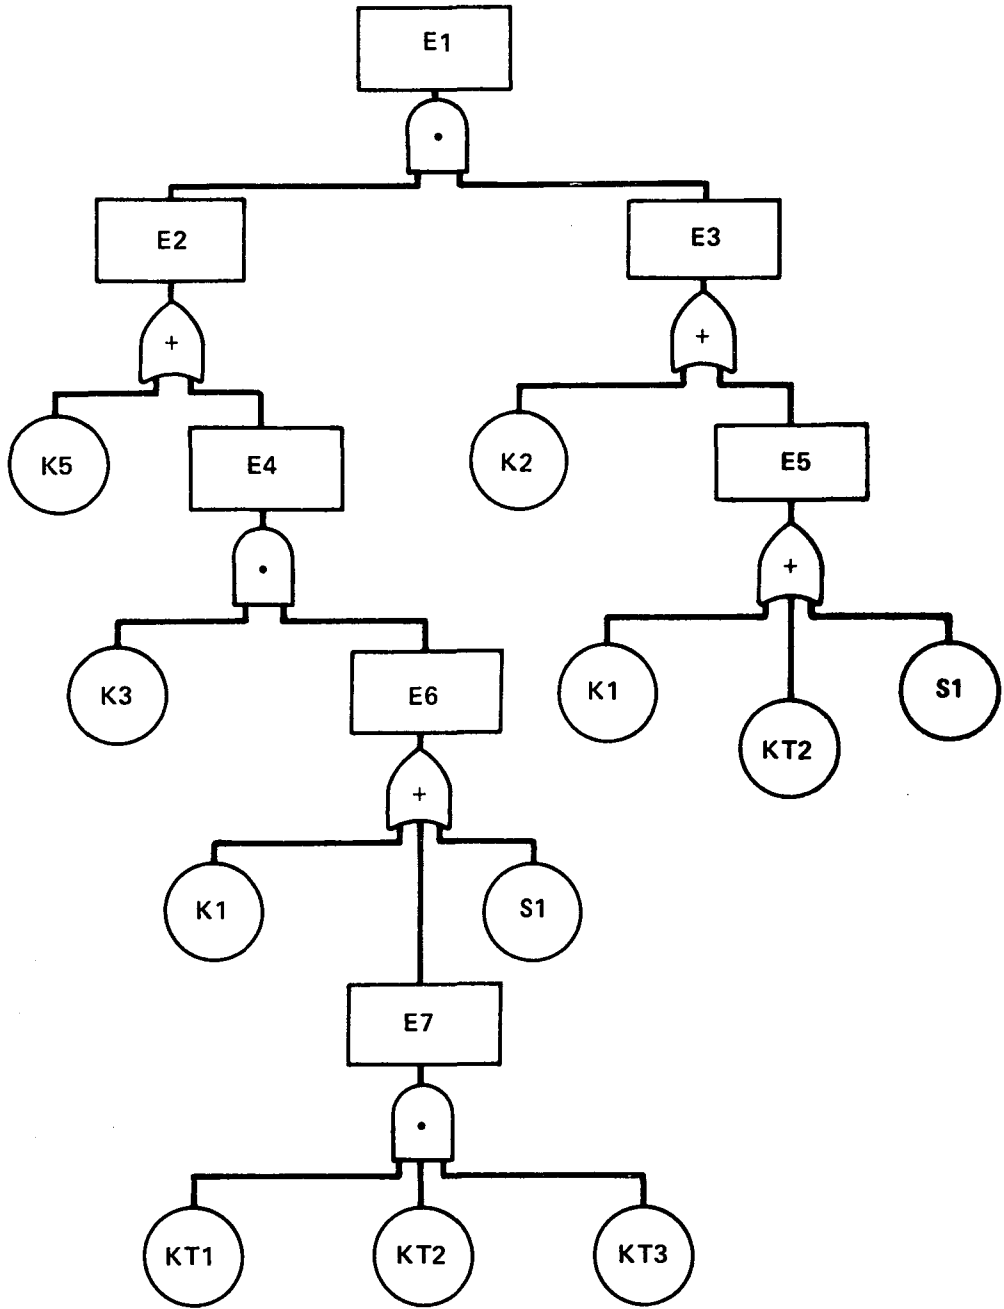 E1
·
E2
E3
+
+
K5
E4
K2
E5
·
+
K3
E6
K1
KT2
S1
+
K1
S1
E7
·
KT1
KT2
KT3